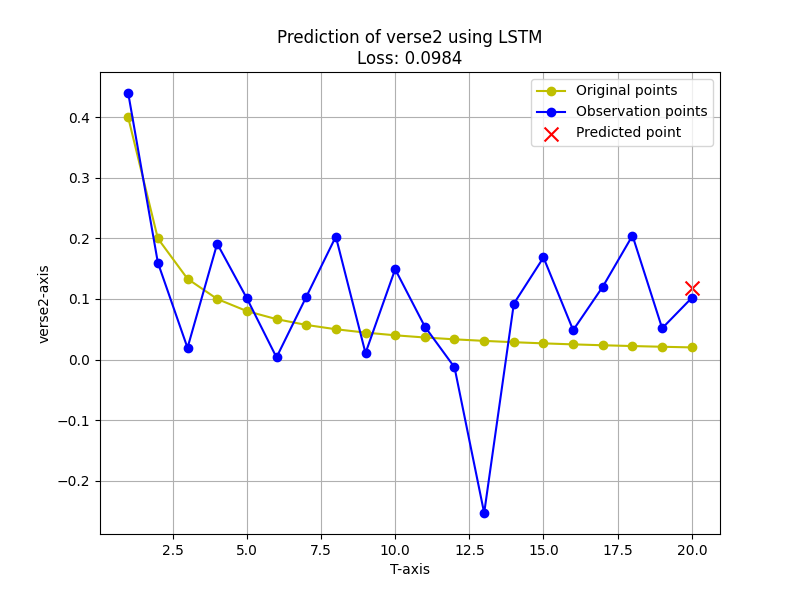 Prediction of verse2 using LSTM
Loss: 0.0984
Original points
Observation points
Predicted point
verse2-axis
0.4
0.3
0.2
0.1
0.0
−0.1
−0.2
2.5 5.0 7.5 10.0 12.5 15.0 17.5 20.0
T-axis